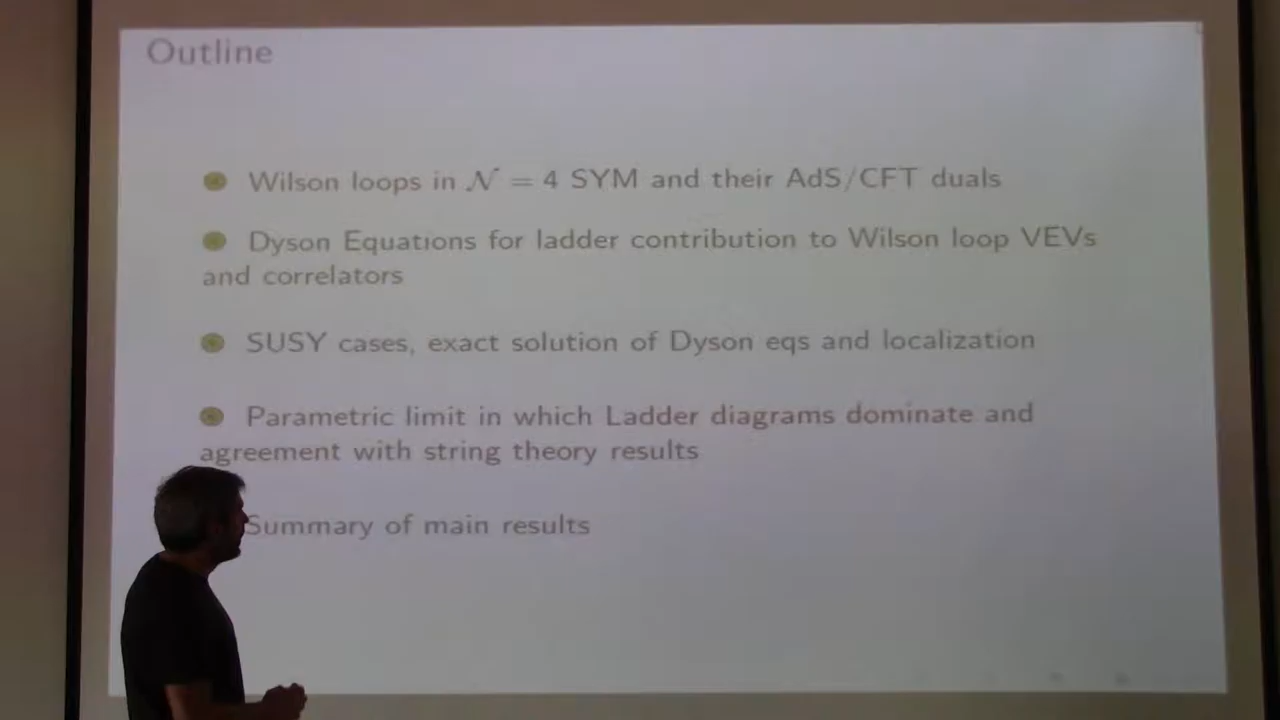 Outline
Wilson loops in 𝒩 = 4 SYM and their AdS/CFT duals
Dyson Equations for ladder contribution to Wilson loop VEVs
and correlators
SUSY cases, exact solution of Dyson eqs and localization
Parametric limit in which Ladder diagrams dominate and
agreement with string theory results
Summary of main results